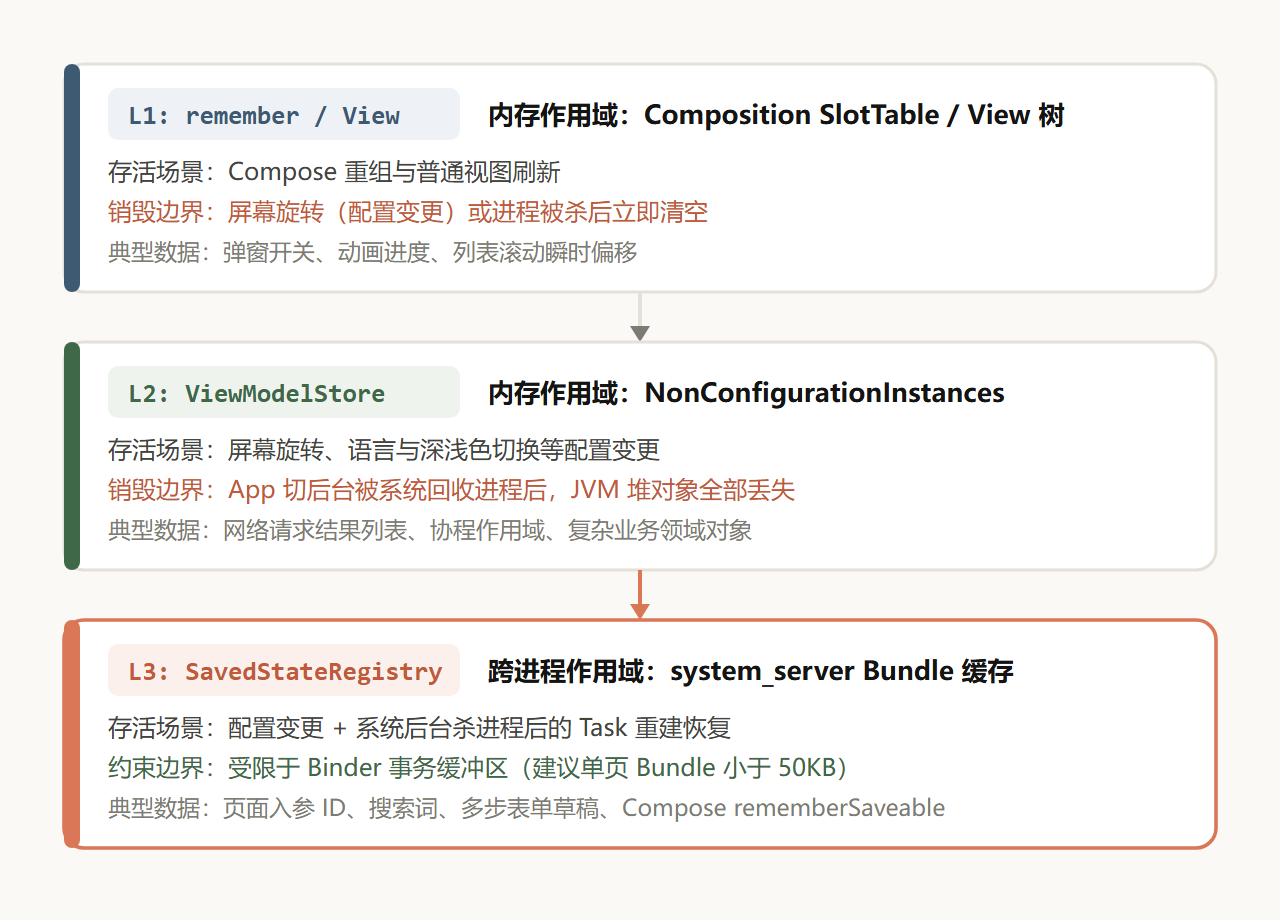 L1: remember / View
内存作用域：Composition SlotTable / View 树
存活场景：Compose 重组与普通视图刷新
销毁边界：屏幕旋转（配置变更）或进程被杀后立即清空
典型数据：弹窗开关、动画进度、列表滚动瞬时偏移
L2: ViewModelStore
内存作用域：NonConfigurationInstances
存活场景：屏幕旋转、语言与深浅色切换等配置变更
销毁边界：App 切后台被系统回收进程后，JVM 堆对象全部丢失
典型数据：网络请求结果列表、协程作用域、复杂业务领域对象
L3: SavedStateRegistry
跨进程作用域：system_server Bundle 缓存
存活场景：配置变更 + 系统后台杀进程后的 Task 重建恢复
约束边界：受限于 Binder 事务缓冲区（建议单页 Bundle 小于 50KB）
典型数据：页面入参 ID、搜索词、多步表单草稿、Compose rememberSaveable